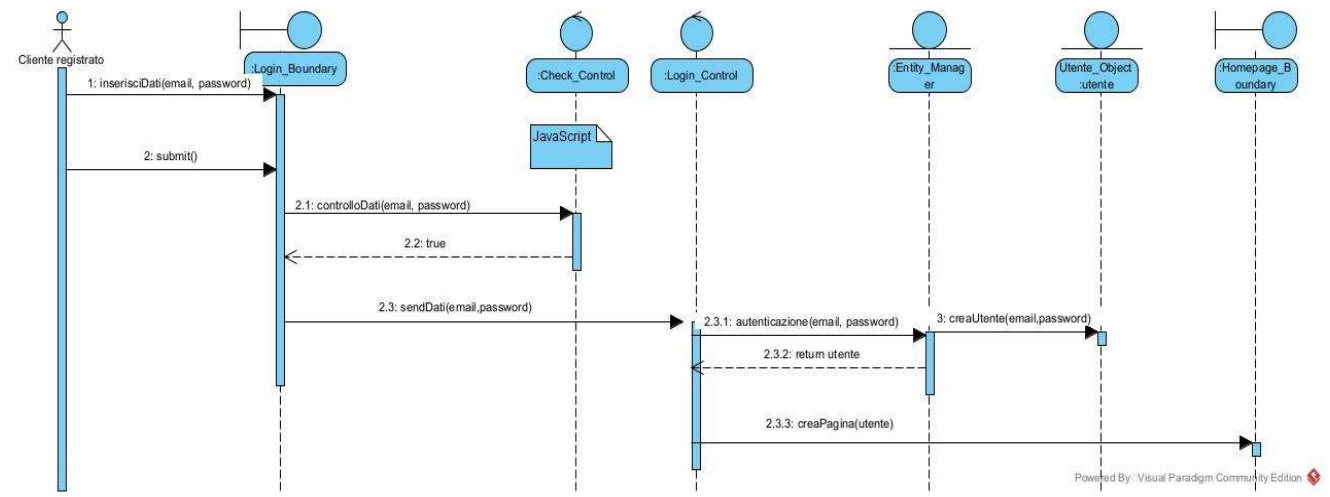 Cliente registrato
:Login_Boundary
:Check_Control
:Login_Control
:Entity_Manag
er
Utente_Object
:utente
:Homepage_B
oundary
1: inserisciDati(email, password)
JavaScript
2: submit()
2.1: controlloDati(email, password)
2.2: true
2.3: sendDati(email,password)
2.3.1: autenticazione(email, password)
3: creaUtente(email,password)
2.3.2: return utente
2.3.3: creaPagina(utente)
Powered By Visual Paradigm Community Edition